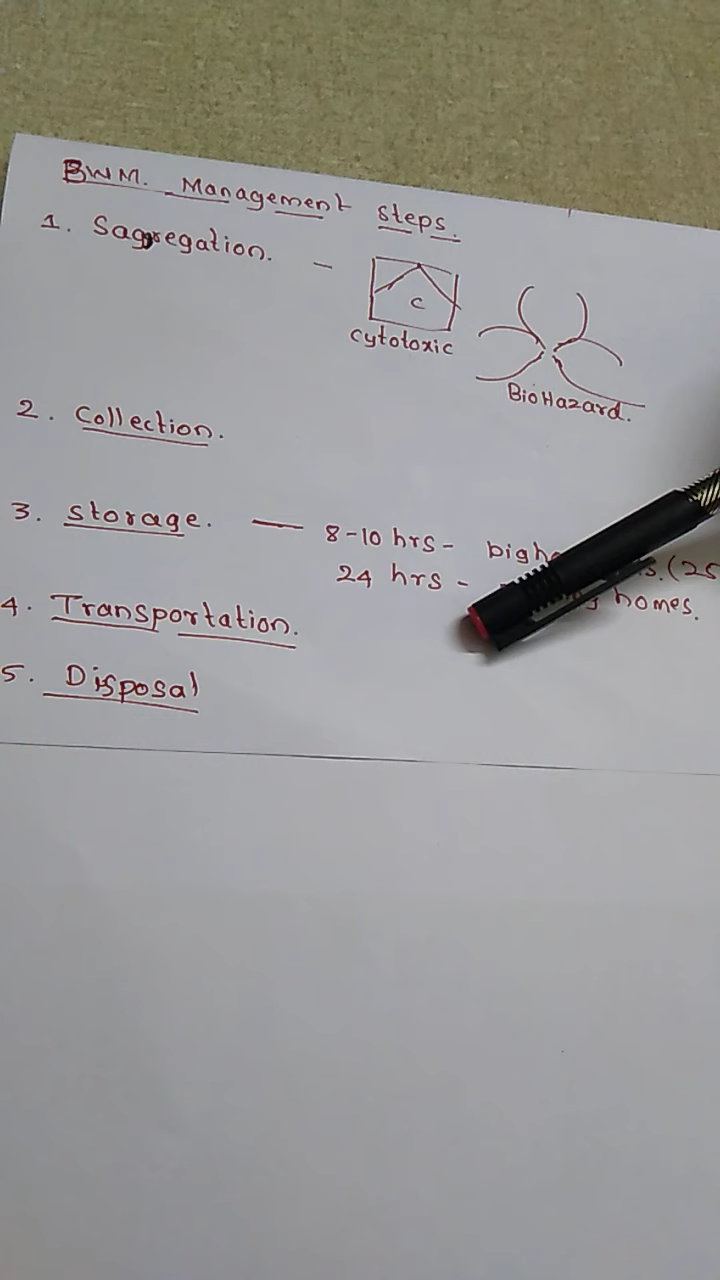 BWM. Management steps.
1. Saggregation. —
C
cytotoxic
BioHazard.
2. Collection.
3. storage. — 8-10 hrs-
24 hrs - homes.
4. Transportation.
5. Disposal